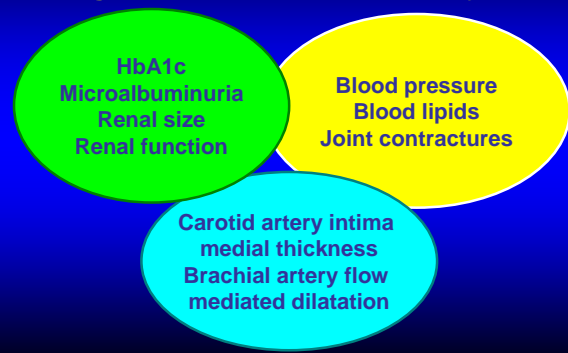 HbA1c
Microalbuminuria
Renal size
Renal function
Blood pressure
Blood lipids
Joint contractures
Carotid artery intima
medial thickness
Brachial artery flow
mediated dilatation